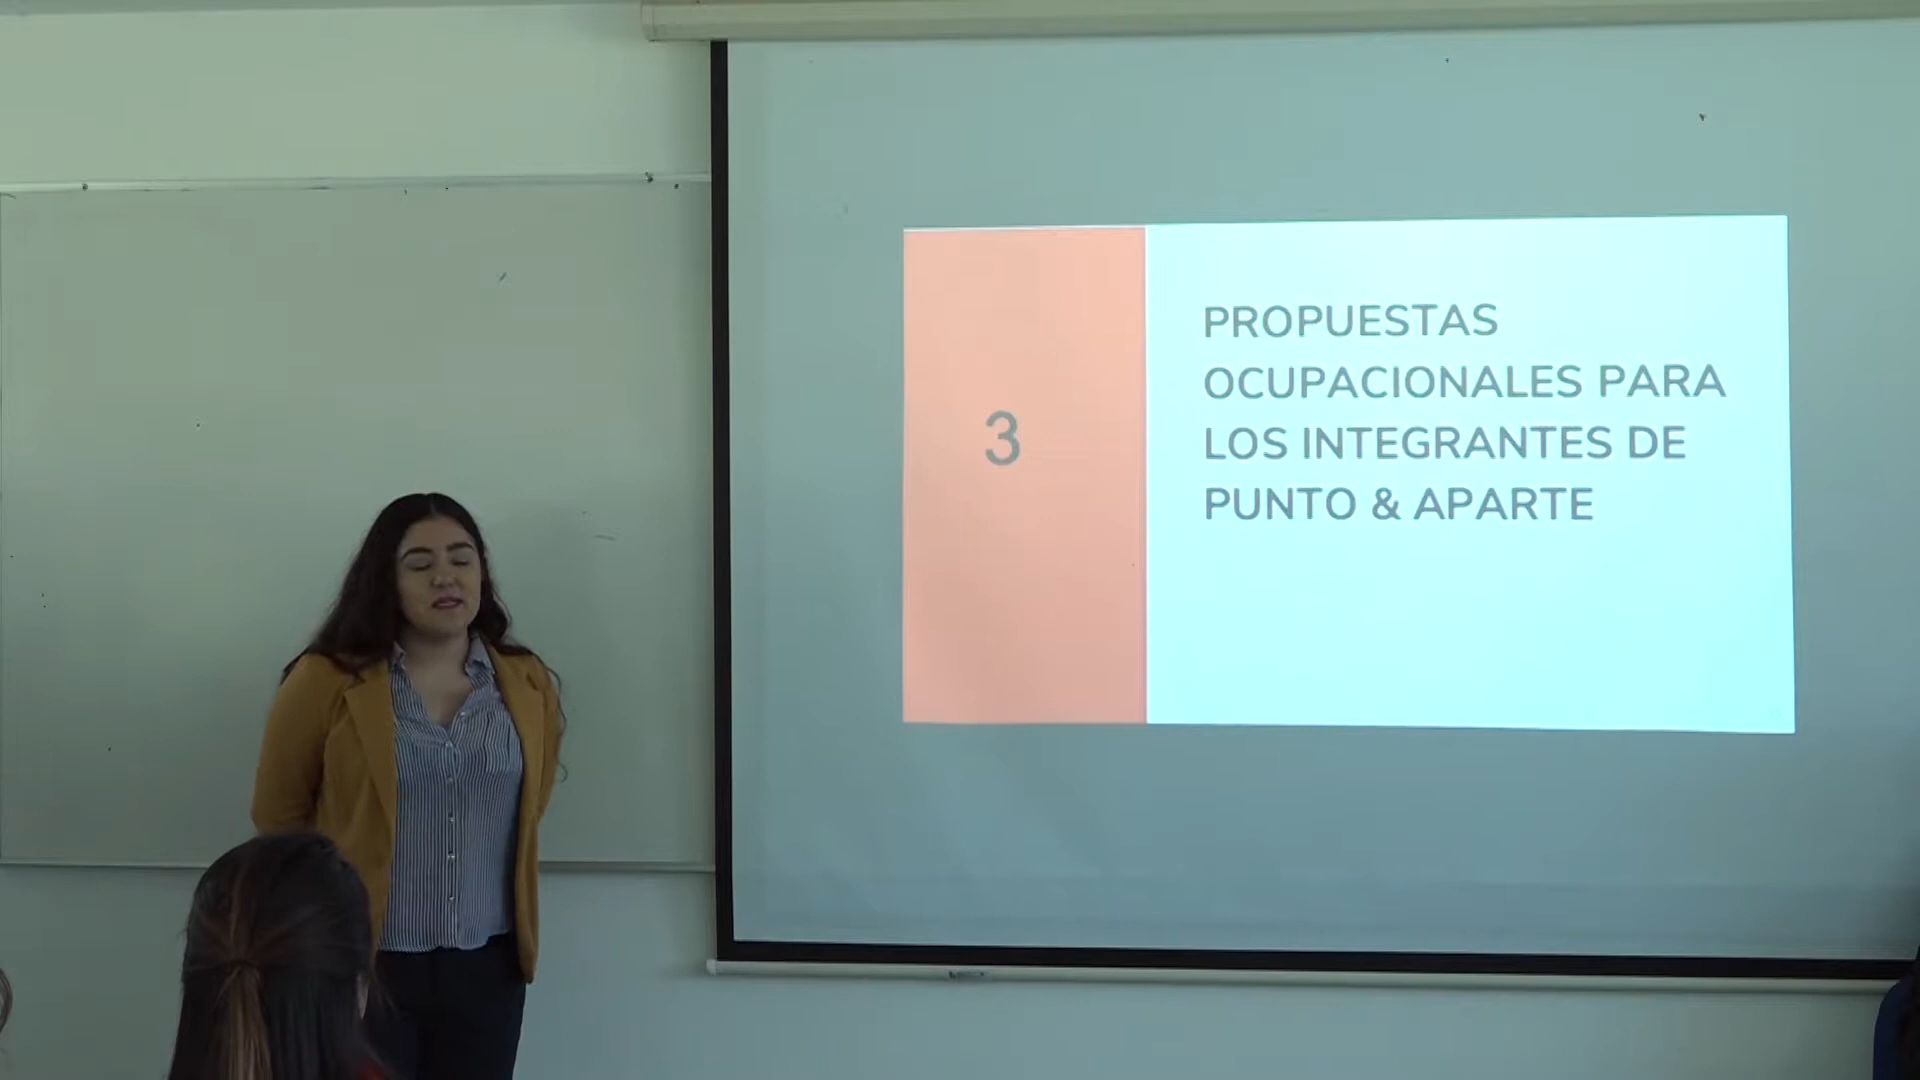 3
PROPUESTAS
OCUPACIONALES PARA
LOS INTEGRANTES DE
PUNTO & APARTE